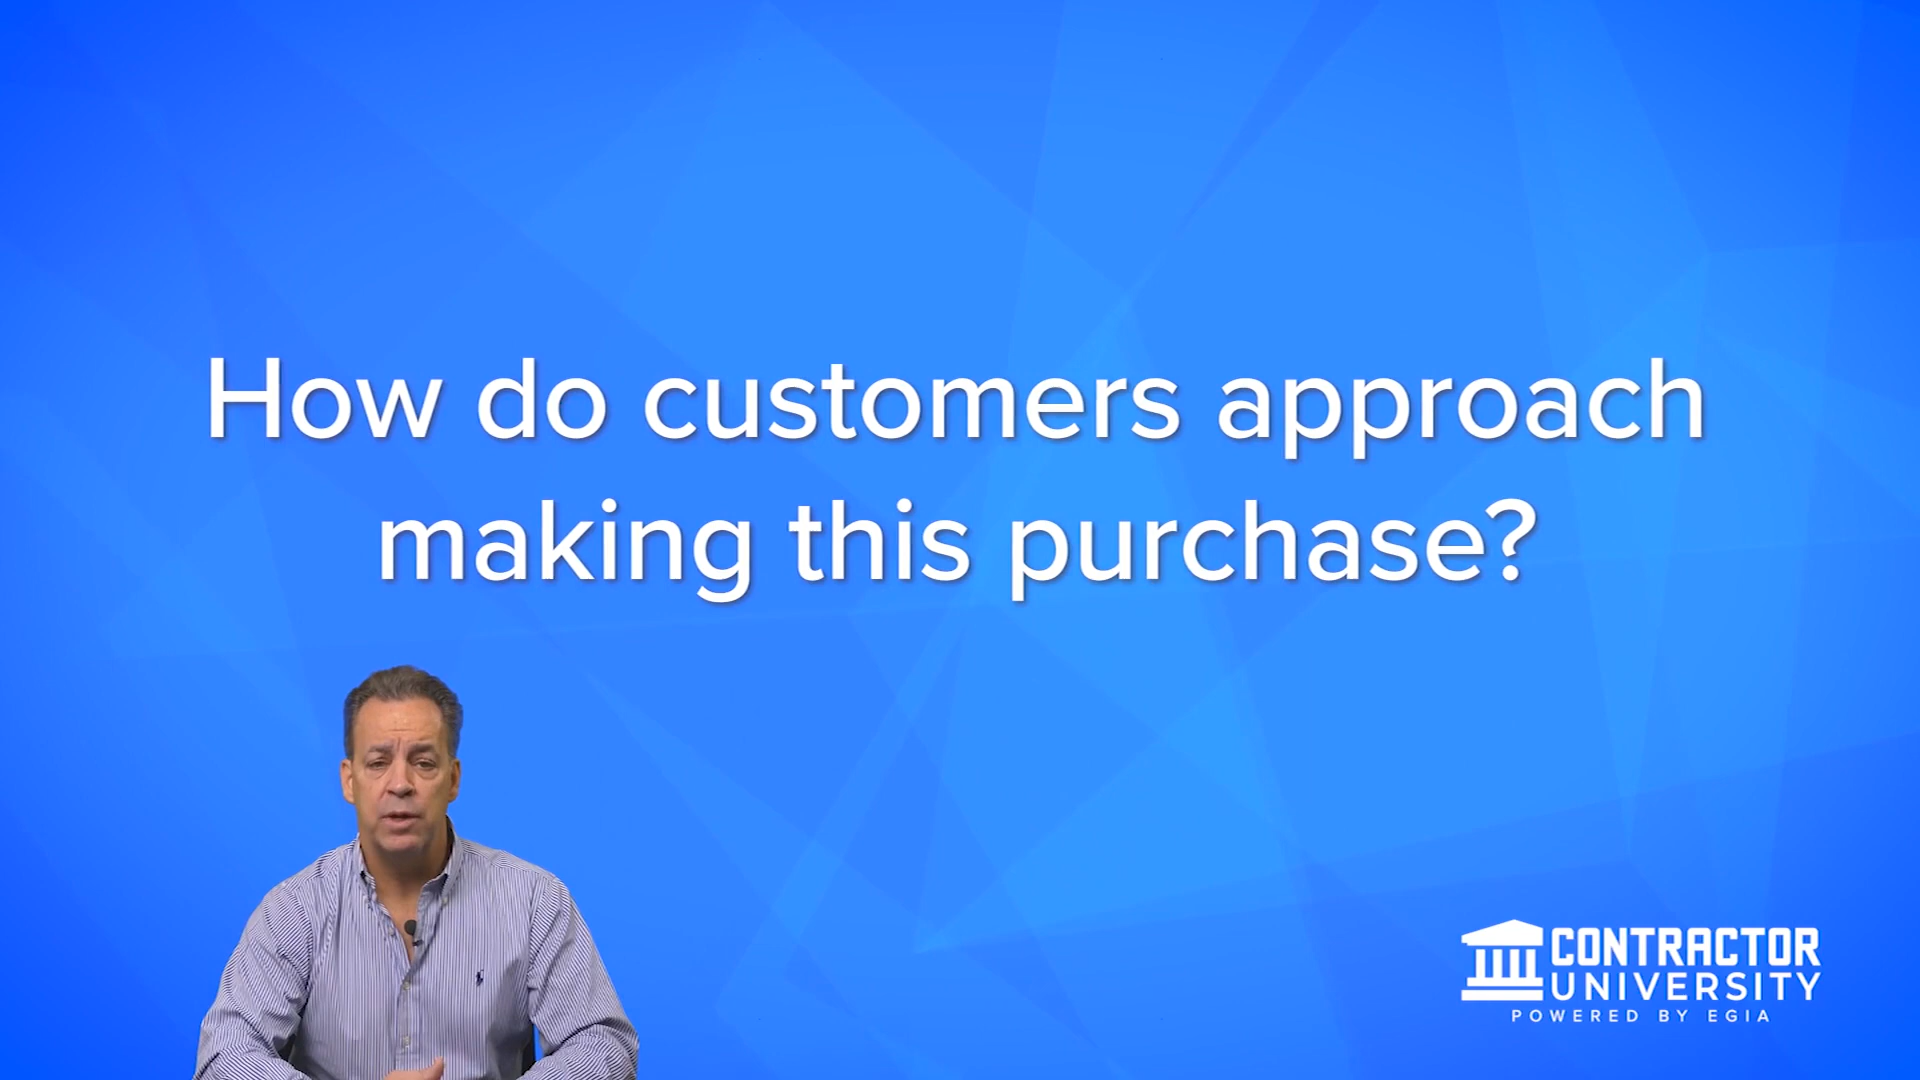 How do customers approach
making this purchase?
CONTRACTOR
UNIVERSITY
POWERED BY EGIA